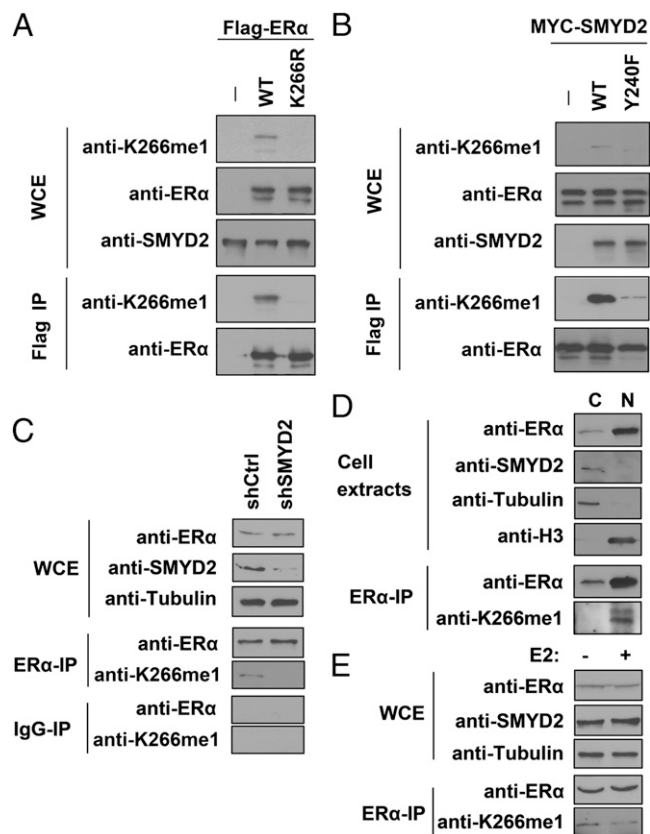 A
Flag-ERα
–
WT
K266R
WCE
anti-K266me1
anti-ERα
anti-SMYD2
Flag IP
anti-K266me1
anti-ERα
B
MYC-SMYD2
–
WT
Y240F
WCE
anti-K266me1
anti-ERα
anti-SMYD2
Flag IP
anti-K266me1
anti-ERα
C
shCtrl
shSMYD2
WCE
anti-ERα
anti-SMYD2
anti-Tubulin
ERα-IP
anti-ERα
anti-K266me1
IgG-IP
anti-ERα
anti-K266me1
D
C N
Cell
extracts
anti-ERα
anti-SMYD2
anti-Tubulin
anti-H3
ERα-IP
anti-ERα
anti-K266me1
E
E2: - +
WCE
anti-ERα
anti-SMYD2
anti-Tubulin
ERα-IP
anti-ERα
anti-K266me1